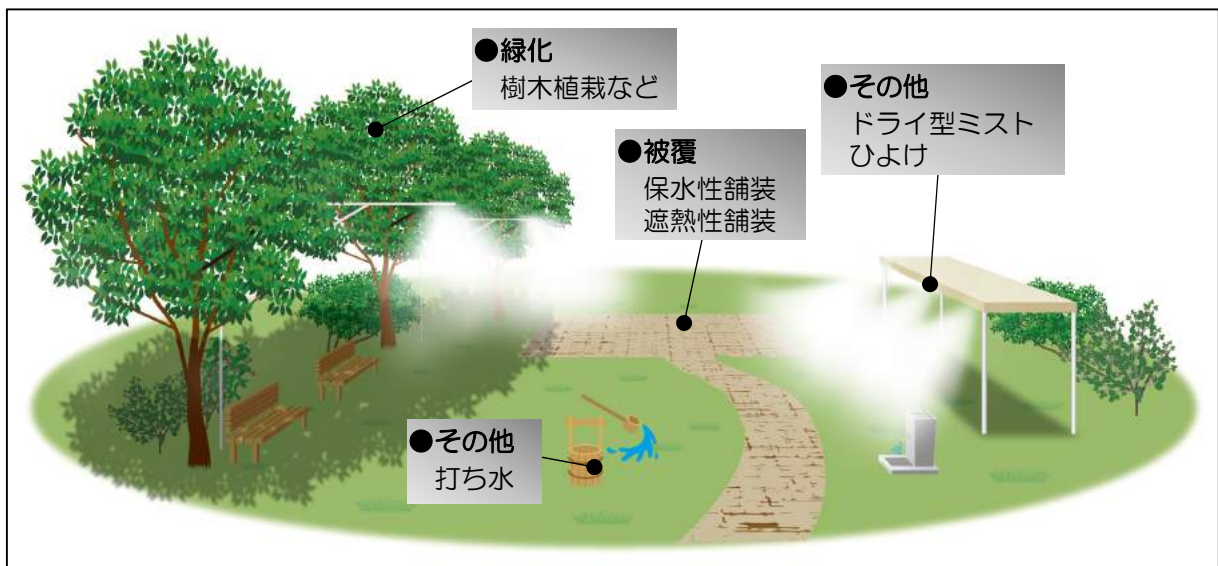 ●緑化
樹木植栽など
●その他
ドライ型ミスト
ひよけ
●被覆
保水性舗装
遮熱性舗装
●その他
打ち水